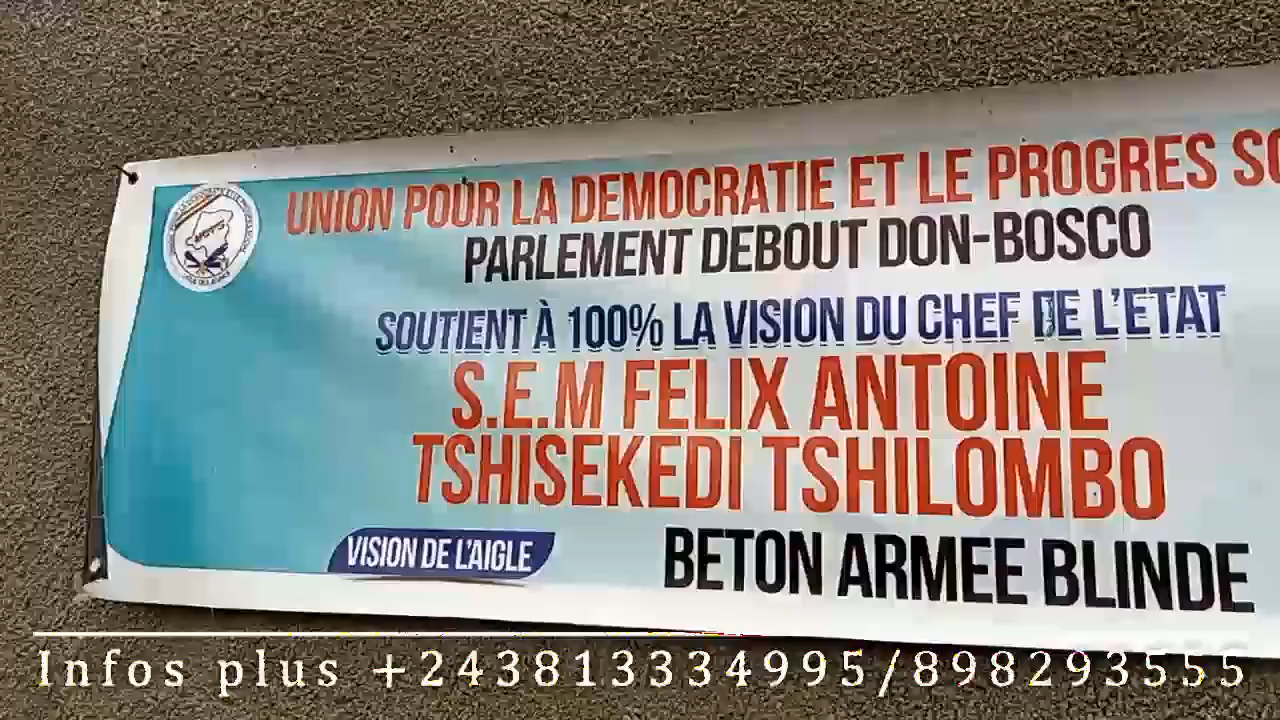 UNION POUR LA DEMOCRATIE ET LE PROGRES SO
PARLEMENT DEBOUT DON-BOSCO
SOUTIENT À 100% LA VISION DU CHEF DE L'ETAT
S.E.M FELIX ANTOINE
TSHISEKEDI TSHILOMBO
VISION DE L'AIGLE
BETON ARMEE BLINDE
Infos plus +243813334995/898293555